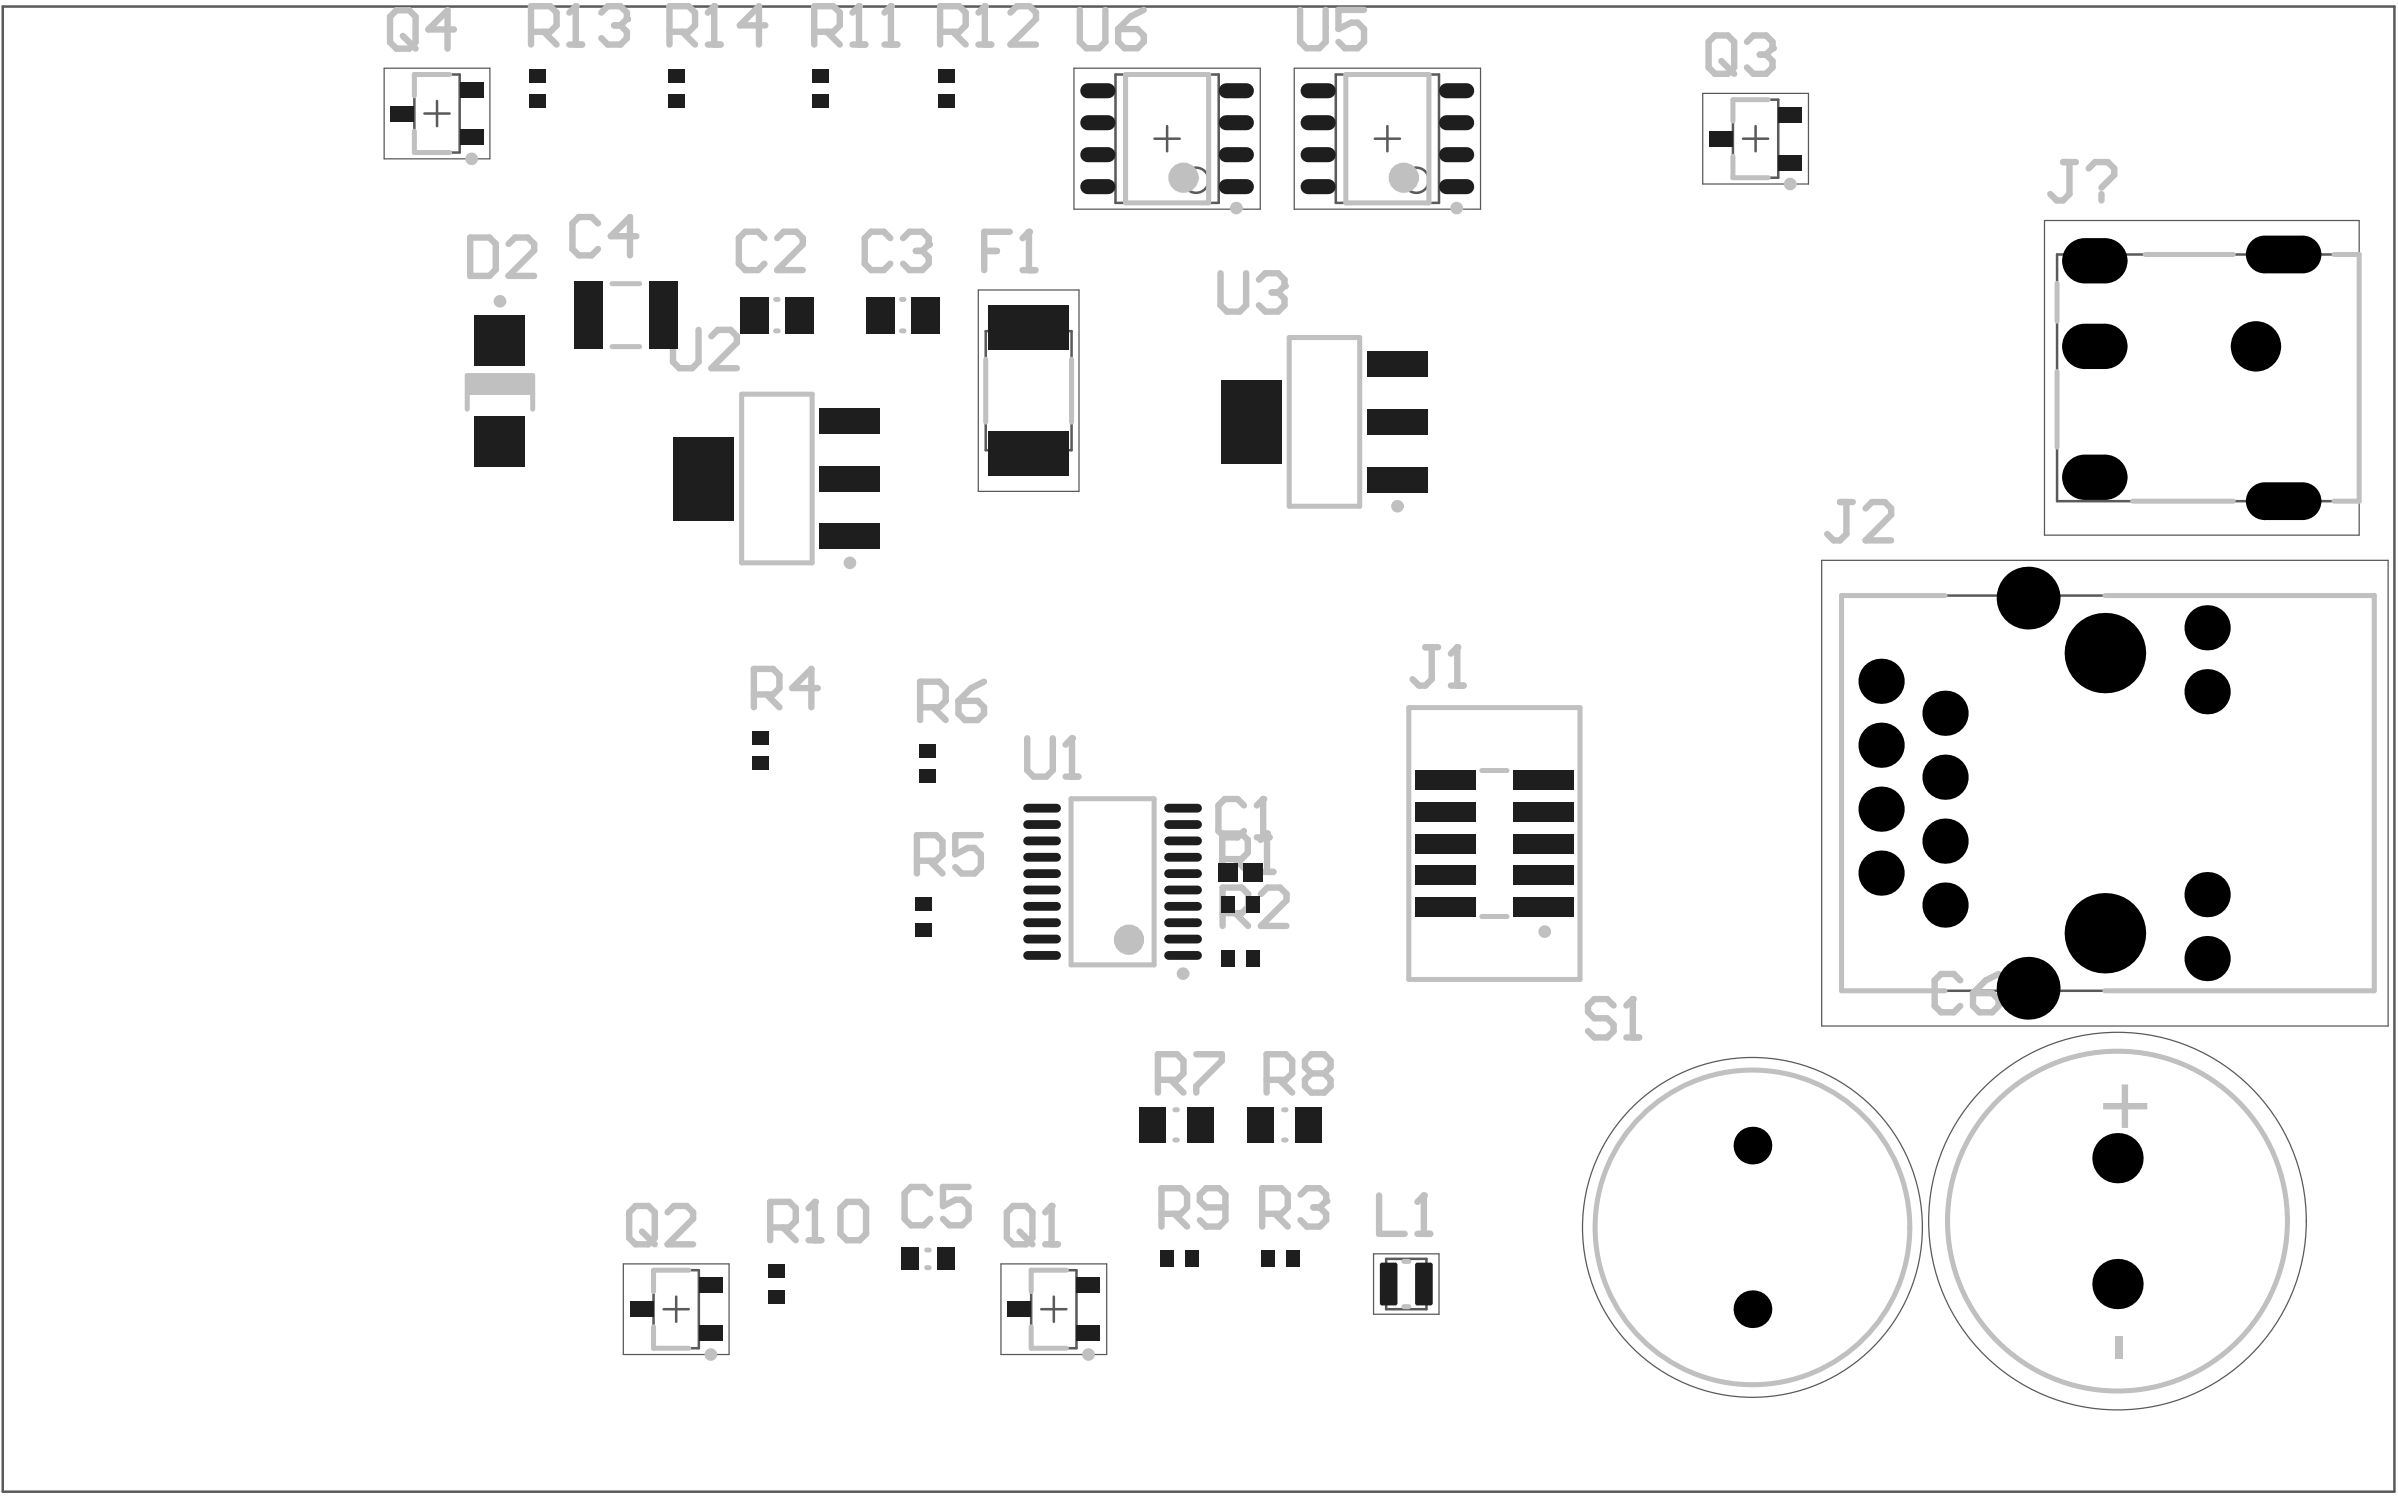 Q4 R13 R14 R11 R12 U6 U5 Q3
J?
D2 C4 C2 C3 F1 U3
U2
J2
R4 R6 J1
U1
R5 C1
R1
R2
C6
S1
R7 R8
Q2 R10 C5 Q1 R9 R3 L1
+
-